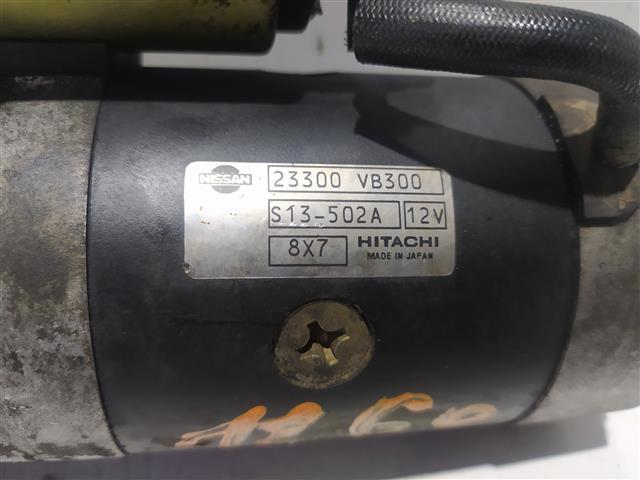 NISSAN 23300 VB300
S13-502A 12V
8X7 HITACHI
MADE IN JAPAN